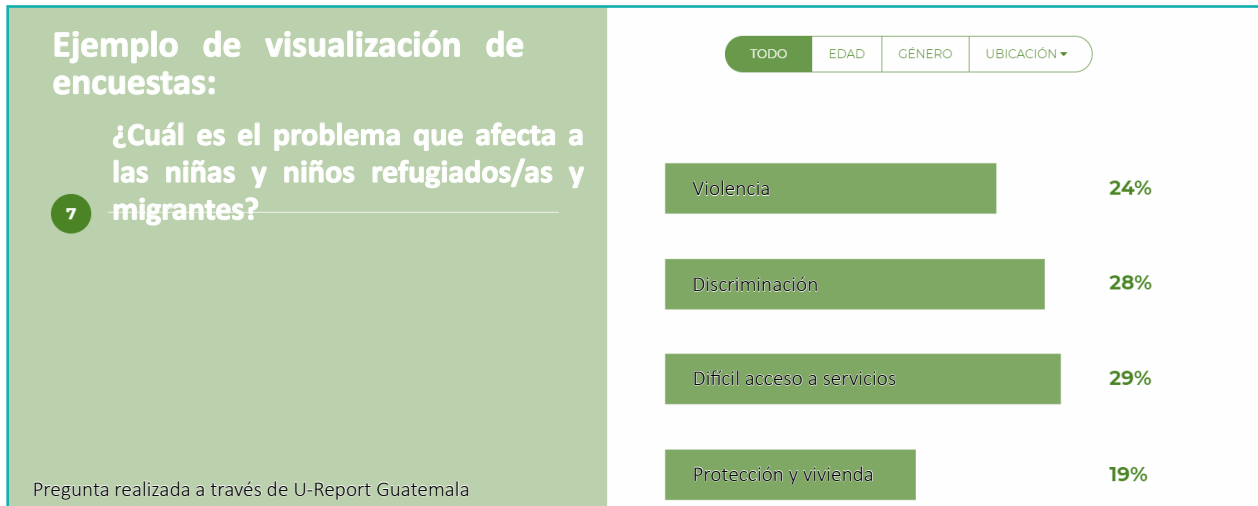 Ejemplo de visualización de
encuestas:
¿Cuál es el problema que afecta a
las niñas y niños refugiados/as y
7 migrantes?
Pregunta realizada a través de U-Report Guatemala
TODO EDAD GÉNERO UBICACIÓN
Violencia 24%
Discriminación 28%
Difícil acceso a servicios 29%
Protección y vivienda 19%